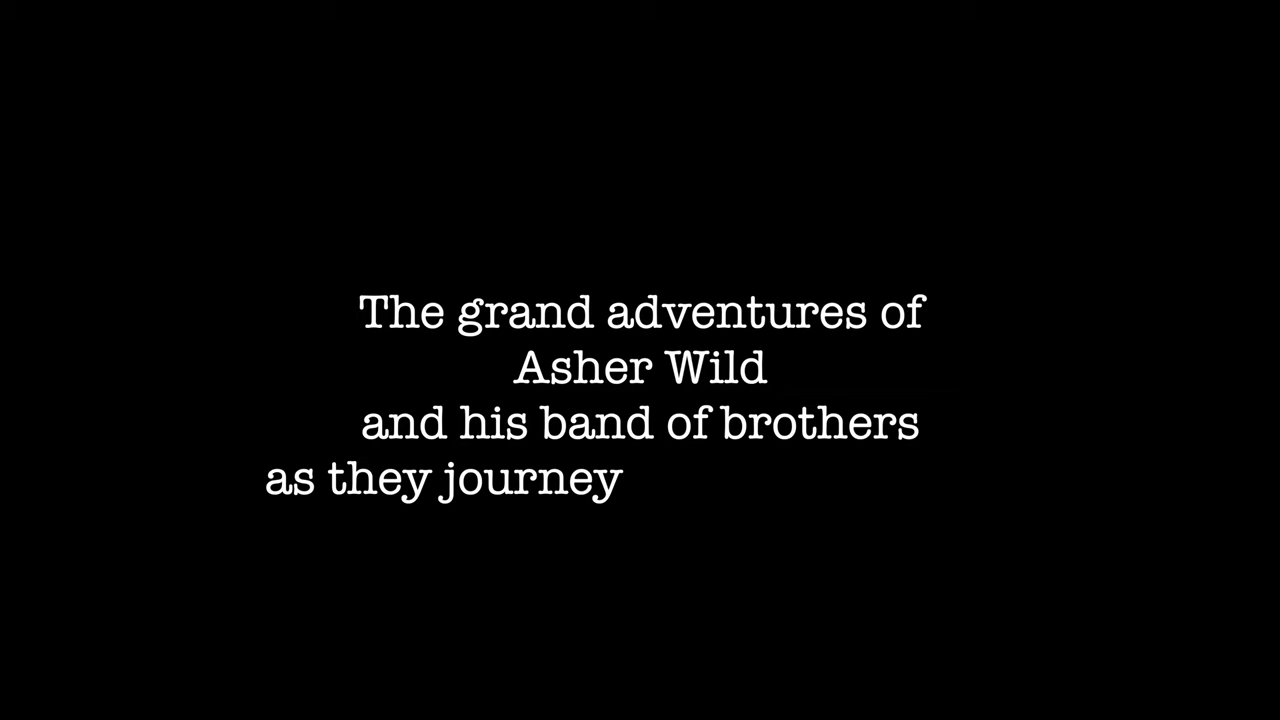 The grand adventures of
Asher Wild
and his band of brothers
as they journey